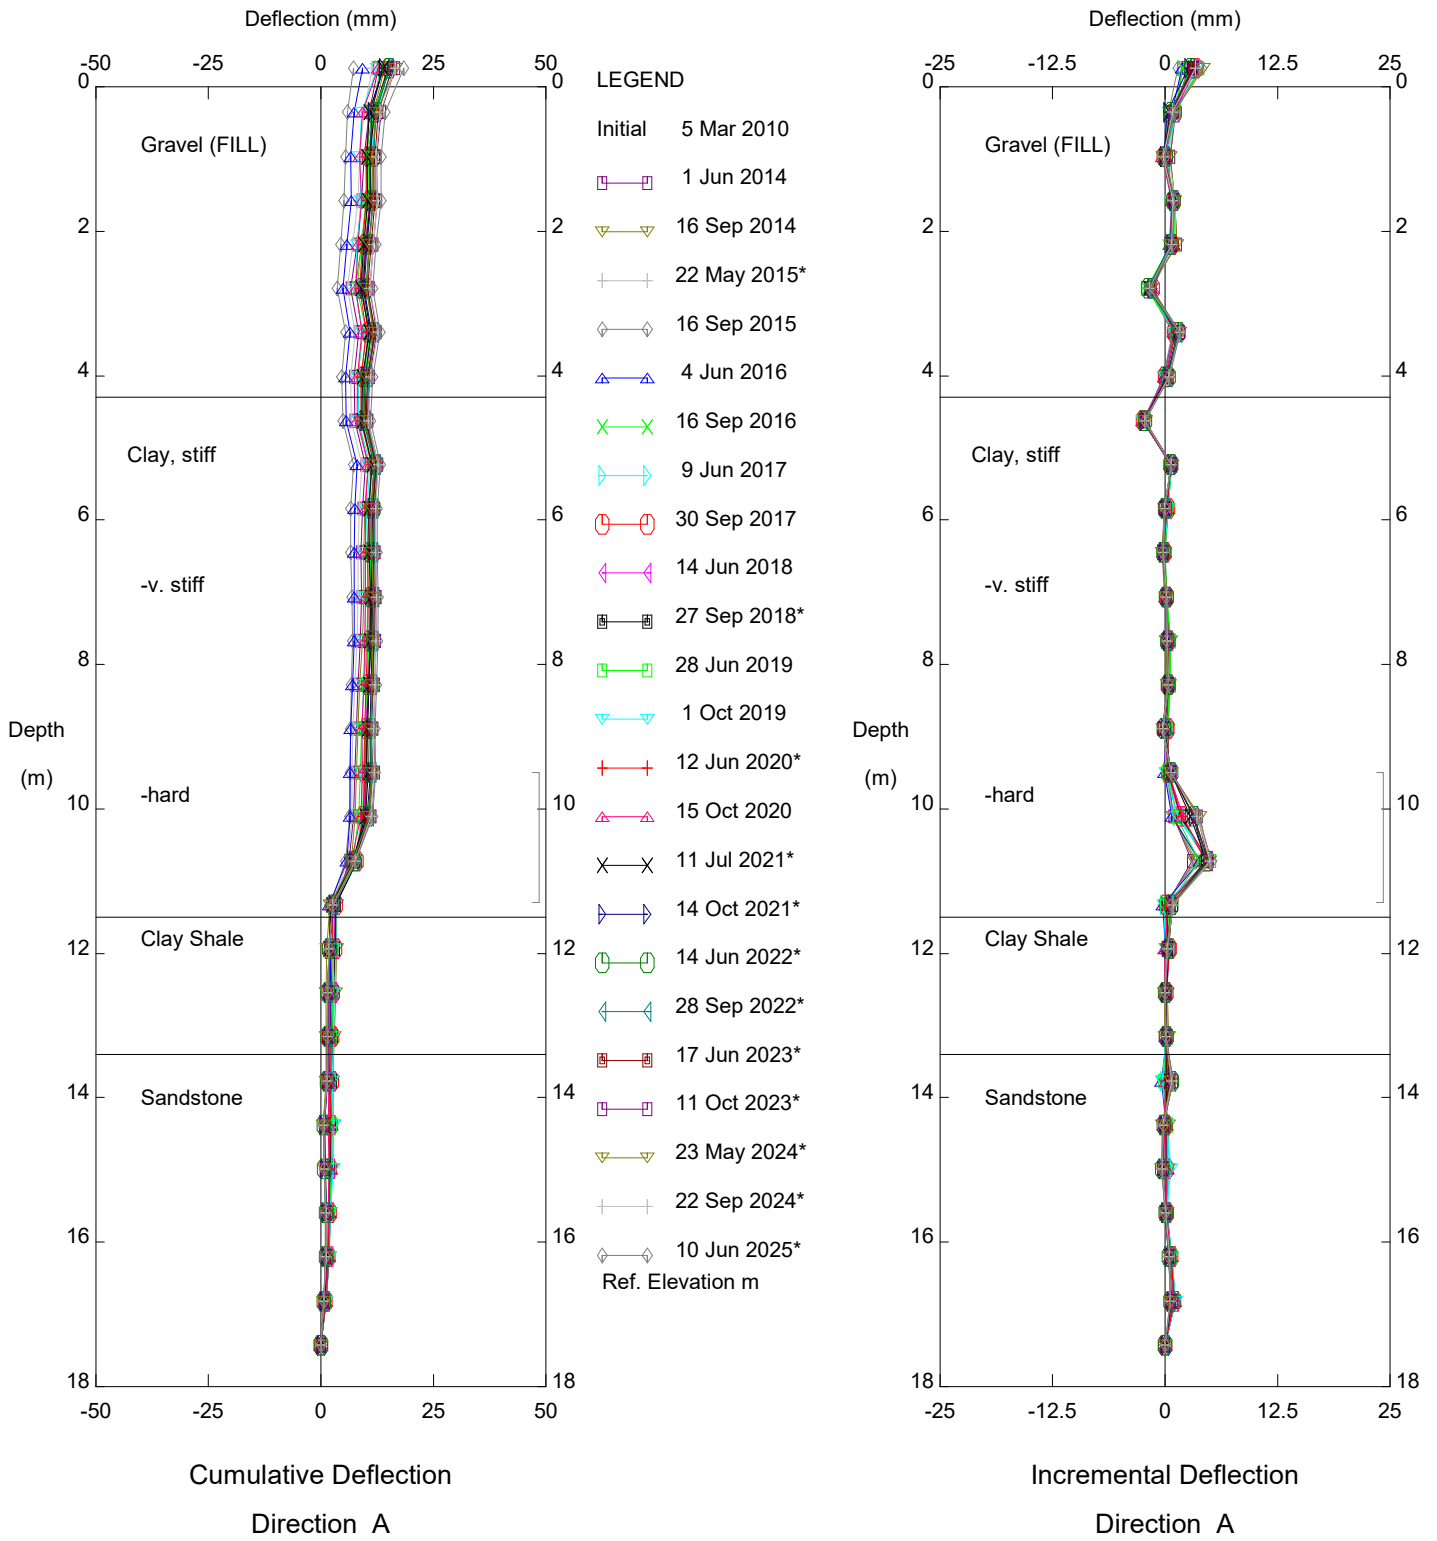 Deflection (mm)
-50 -25 0 25 50
0 0
Gravel (FILL)
2 2
4 4
Clay, stiff
6 6
-v. stiff
8 8
Depth
(m)
-hard
10 10
Clay Shale
12 12
14 14
Sandstone
16 16
18 18
-50 -25 0 25 50
Cumulative Deflection
Direction A
LEGEND
Initial 5 Mar 2010
1 Jun 2014
16 Sep 2014
22 May 2015*
16 Sep 2015
4 Jun 2016
16 Sep 2016
9 Jun 2017
30 Sep 2017
14 Jun 2018
27 Sep 2018*
28 Jun 2019
1 Oct 2019
12 Jun 2020*
15 Oct 2020
11 Jul 2021*
14 Oct 2021*
14 Jun 2022*
28 Sep 2022*
17 Jun 2023*
11 Oct 2023*
23 May 2024*
22 Sep 2024*
10 Jun 2025*
Ref. Elevation m
Deflection (mm)
-25 -12.5 0 12.5 25
0 0
Gravel (FILL)
2 2
4 4
Clay, stiff
6 6
-v. stiff
8 8
Depth
(m)
-hard
10 10
Clay Shale
12 12
14 14
Sandstone
16 16
18 18
-25 -12.5 0 12.5 25
Incremental Deflection
Direction A